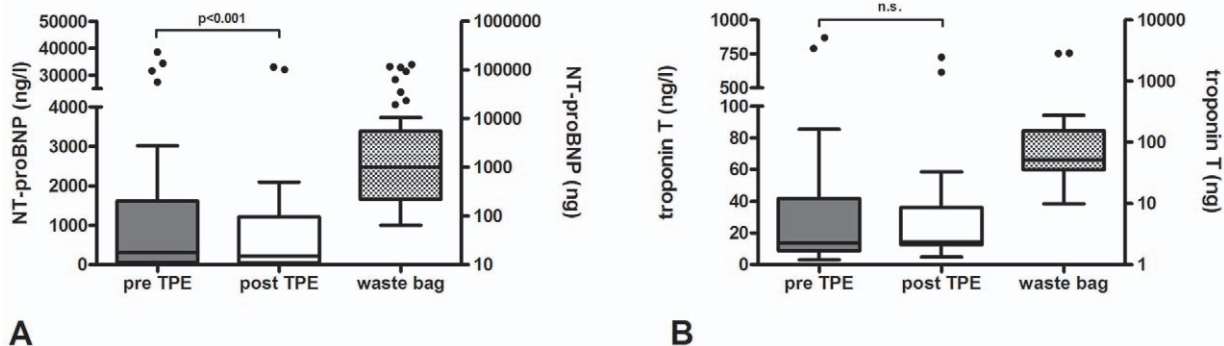 p<0.001
50000
40000
30000
4000
3000
2000
1000
0
NT-proBNP (ng/l)
1000000
100000
10000
1000
100
10
NT-proBNP (ng)
pre TPE
post TPE
waste bag
A
n.s.
1000
750
500
100
80
60
40
20
0
troponin T (ng/l)
10000
1000
100
10
1
troponin T (ng)
pre TPE
post TPE
waste bag
B